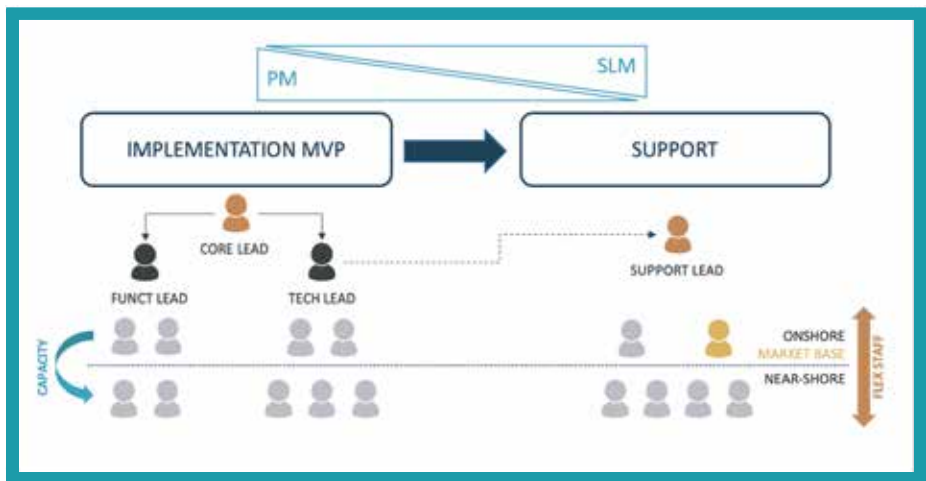 PM
SLM
IMPLEMENTATION MVP
SUPPORT
CORE LEAD
FUNCT LEAD
TECH LEAD
SUPPORT LEAD
CAPACITY
ONSHORE
MARKET BASE
NEAR-SHORE
FLEX STAFF